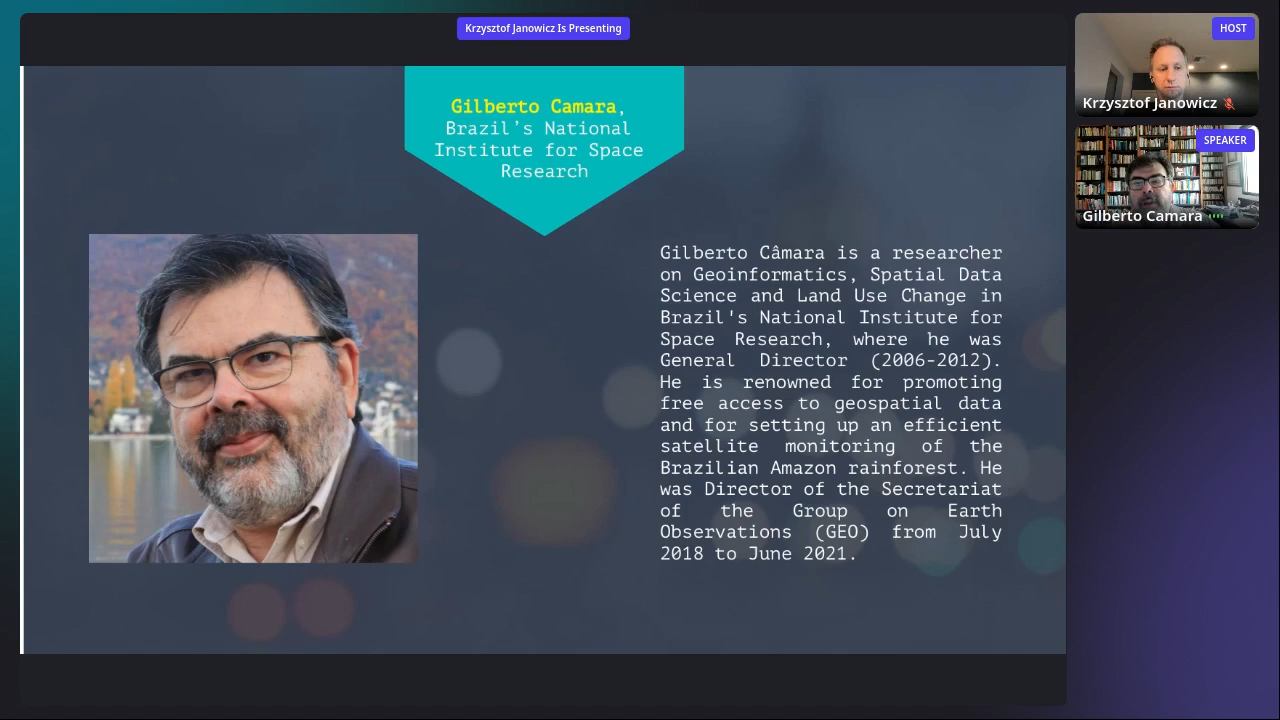 Krzysztof Janowicz Is Presenting
HOST
Krzysztof Janowicz
SPEAKER
Gilberto Camara
Gilberto Camara,
Brazil's National
Institute for Space
Research
Gilberto Câmara is a researcher
on Geoinformatics, Spatial Data
Science and Land Use Change in
Brazil's National Institute for
Space Research, where he was
General Director (2006-2012).
He is renowned for promoting
free access to geospatial data
and for setting up an efficient
satellite monitoring of the
Brazilian Amazon rainforest. He
was Director of the Secretariat
of the Group on Earth
Observations (GEO) from July
2018 to June 2021.